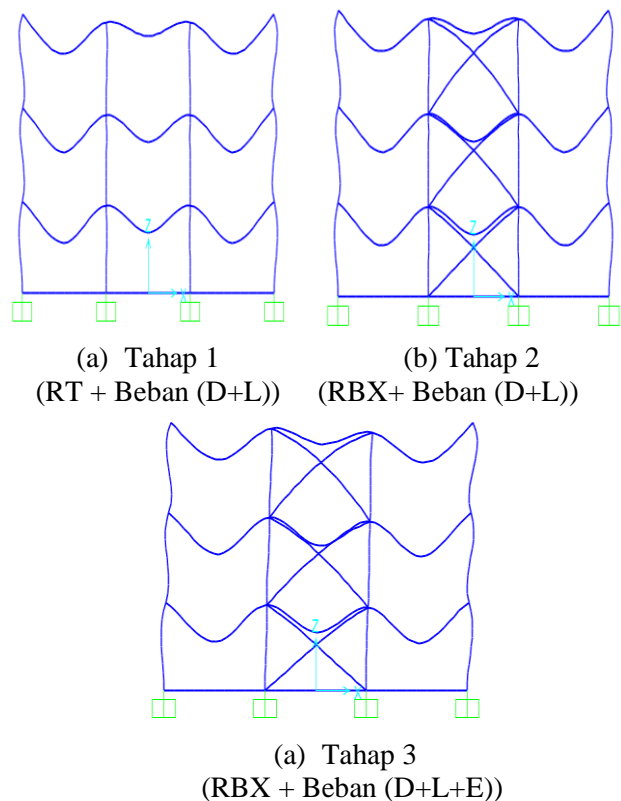 Z
X
Z
X
(a) Tahap 1
(RT + Beban (D+L))
(b) Tahap 2
(RBX+ Beban (D+L))
Z
X
(a) Tahap 3
(RBX + Beban (D+L+E))